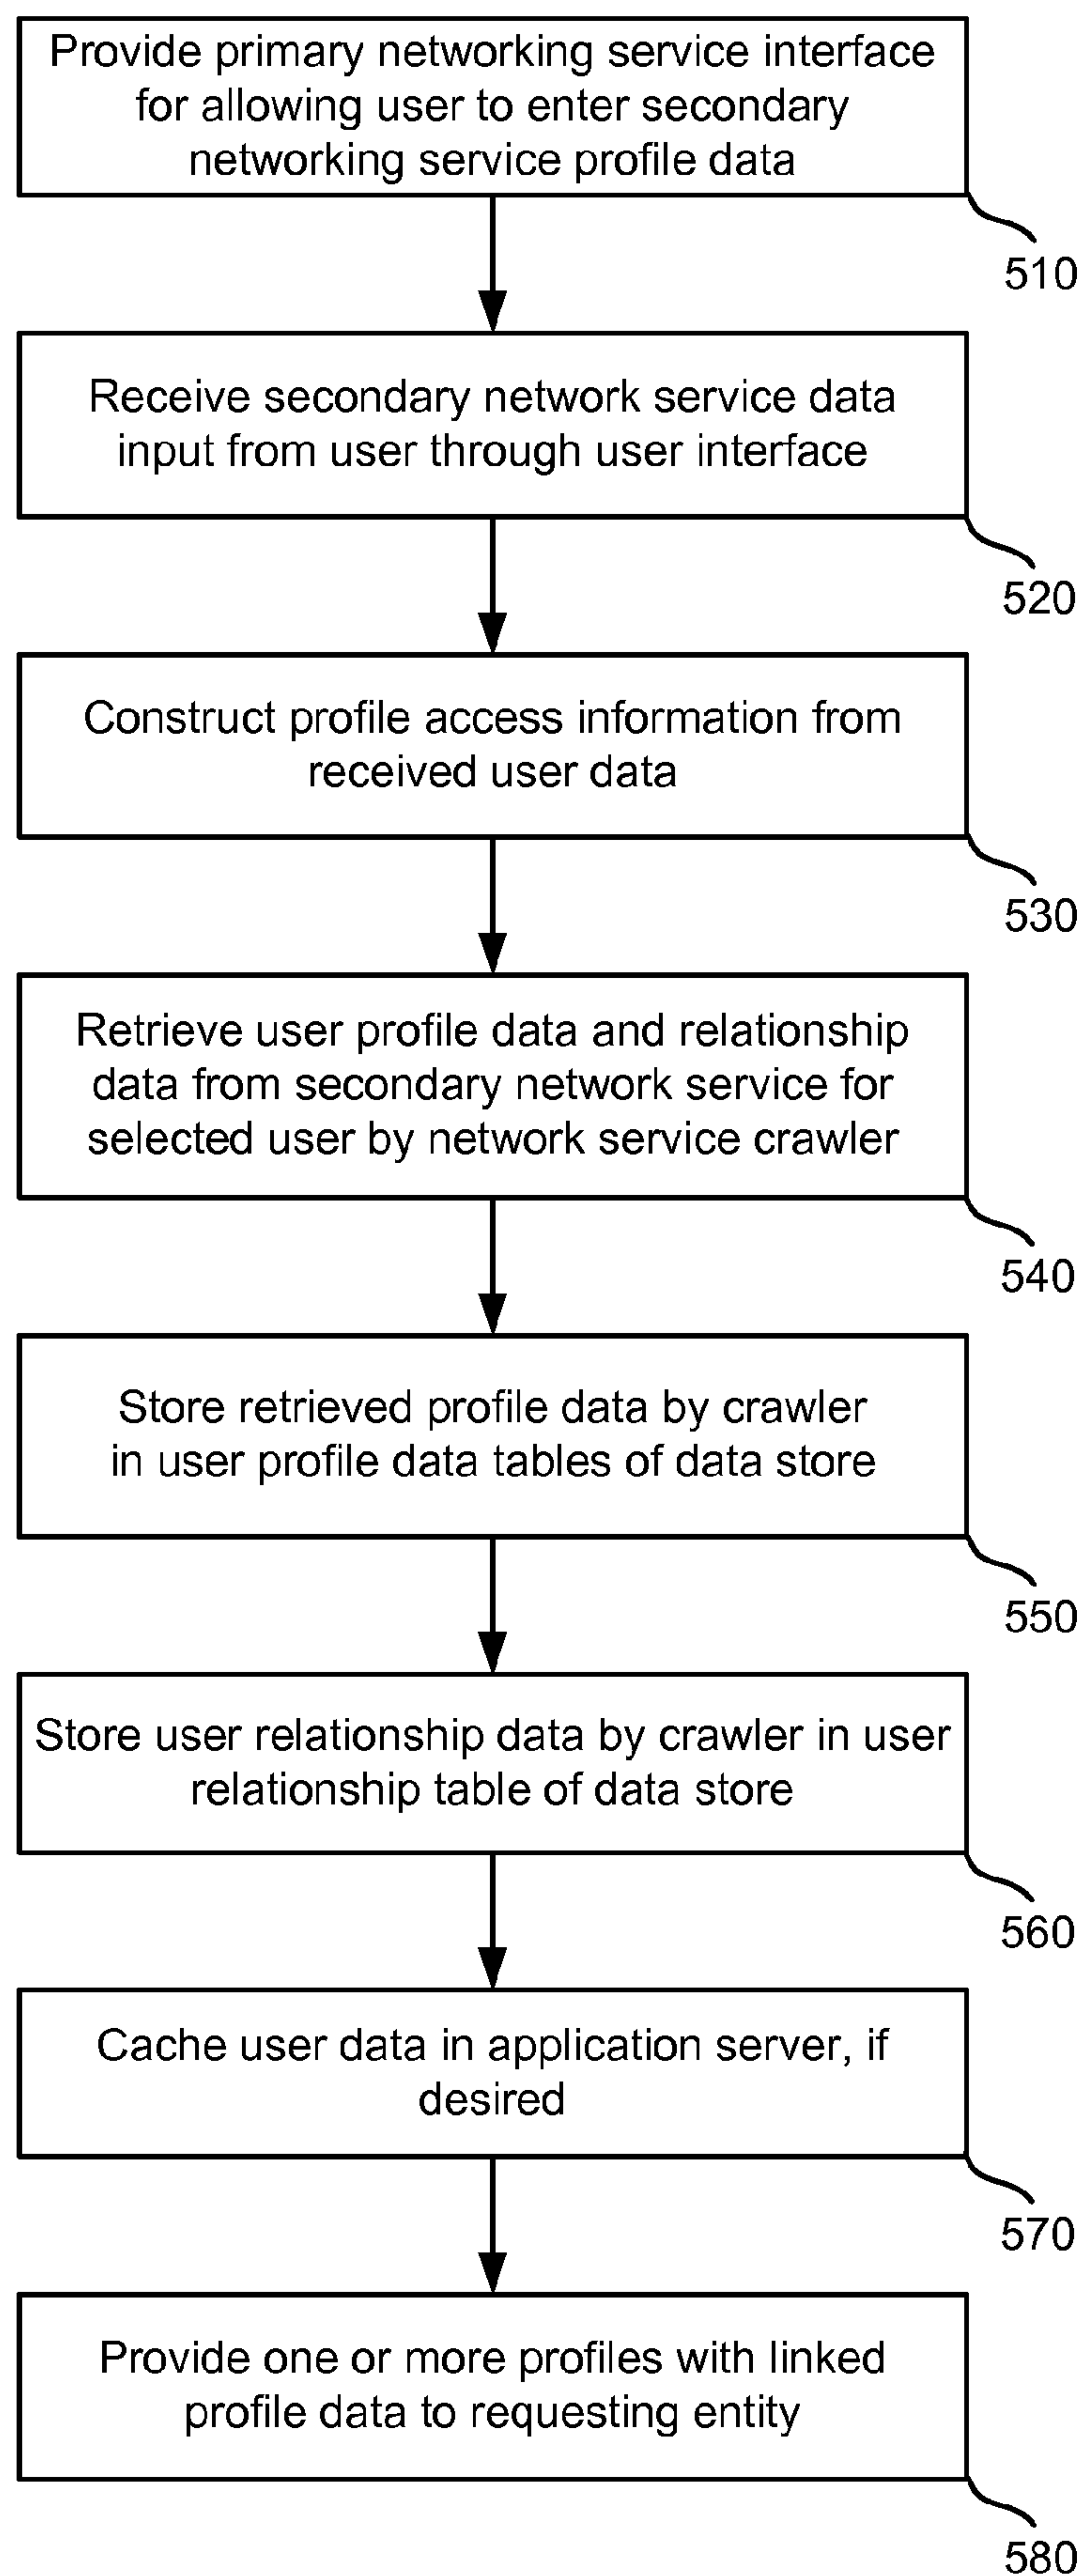 Provide primary networking service interface
for allowing user to enter secondary
networking service profile data
510
Receive secondary network service data
input from user through user interface
520
Construct profile access information from
received user data
530
Retrieve user profile data and relationship
data from secondary network service for
selected user by network service crawler
540
Store retrieved profile data by crawler
in user profile data tables of data store
550
Store user relationship data by crawler in user
relationship table of data store
560
Cache user data in application server, if
desired
570
Provide one or more profiles with linked
profile data to requesting entity
580